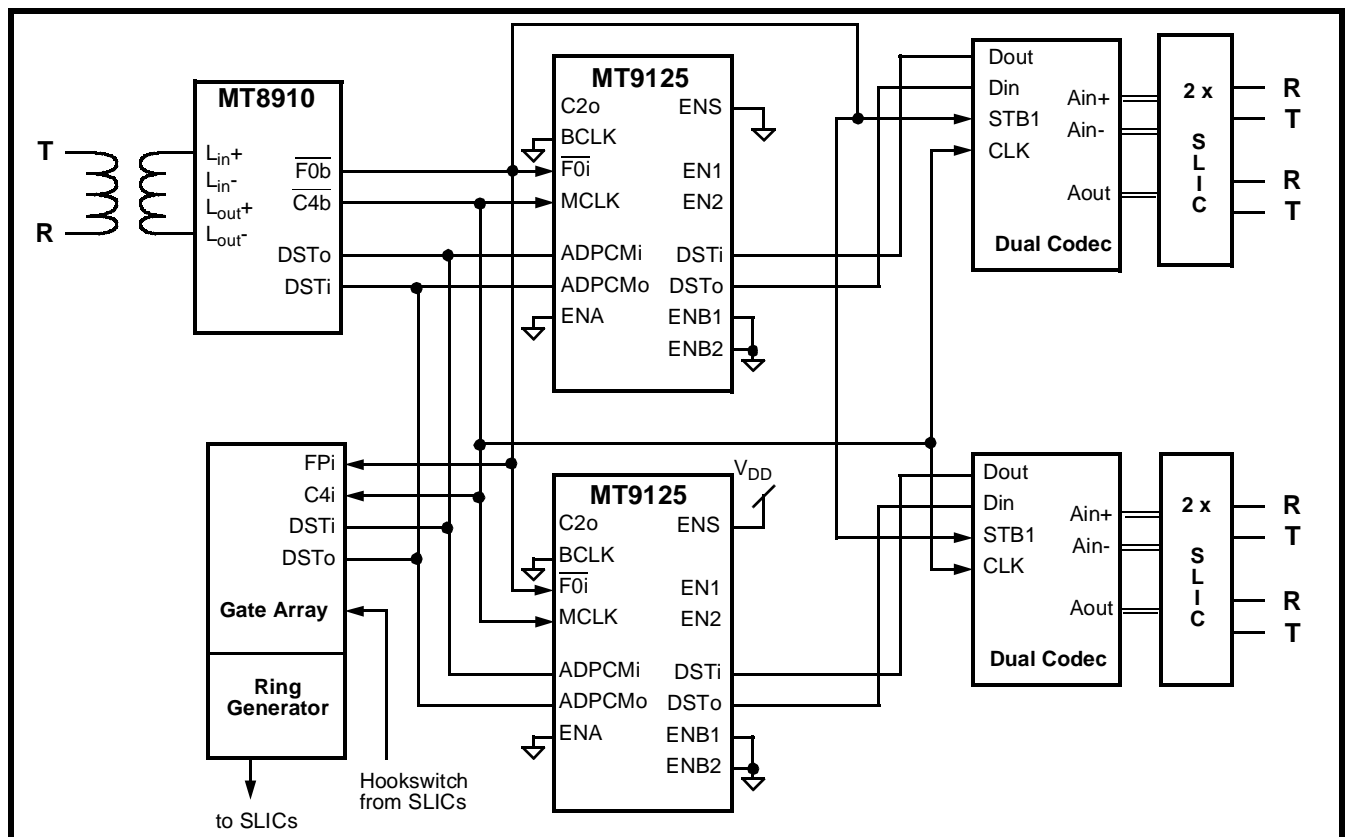 MT8910
T
R
Lin+
Lin-
Lout+
Lout-
F0b
C4b
DSTo
DSTi
MT9125
C2o
BCLK
F0i
MCLK
ADPCMi
ADPCMo
ENA
ENS
EN1
EN2
DSTi
DSTo
ENB1
ENB2
Dout
Din
STB1
CLK
Ain+
Ain-
Aout
Dual Codec
2 x
S
L
I
C
R
T
R
T
FPi
C4i
DSTi
DSTo
Gate Array
Ring
Generator
to SLICs
Hookswitch
from SLICs
MT9125
C2o
BCLK
F0i
MCLK
ADPCMi
ADPCMo
ENA
VDD
ENS
EN1
EN2
DSTi
DSTo
ENB1
ENB2
Dout
Din
STB1
CLK
Ain+
Ain-
Aout
Dual Codec
2 x
S
L
I
C
R
T
R
T